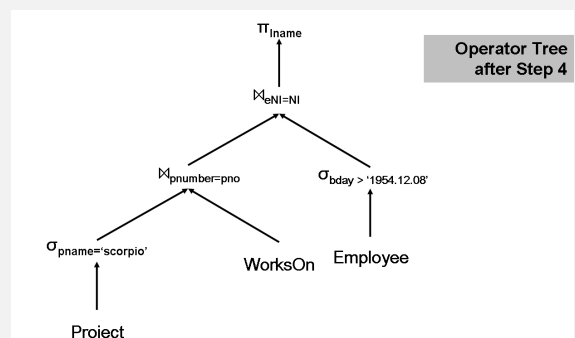 πlname
Operator Tree
after Step 4
⋈eNI=NI
⋈pnumber=pno
σbday > '1954.12.08'
σpname=‘scorpio’
WorksOn
Employee
Project